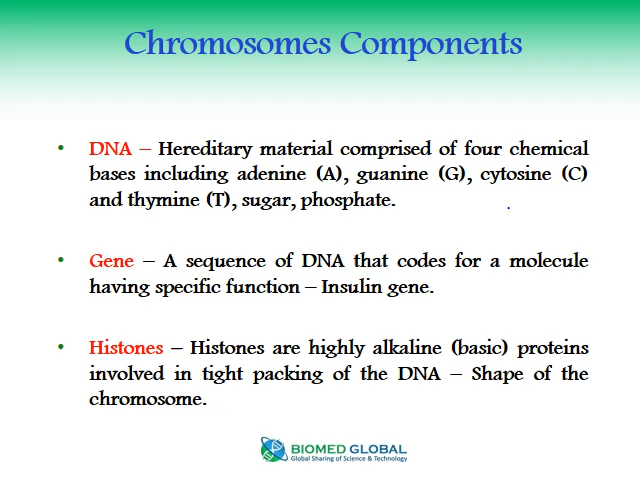 Chromosomes Components
• DNA – Hereditary material comprised of four chemical
bases including adenine (A), guanine (G), cytosine (C)
and thymine (T), sugar, phosphate.
• Gene – A sequence of DNA that codes for a molecule
having specific function – Insulin gene.
• Histones – Histones are highly alkaline (basic) proteins
involved in tight packing of the DNA – Shape of the
chromosome.
BIOMED GLOBAL
Global Sharing of Science & Technology